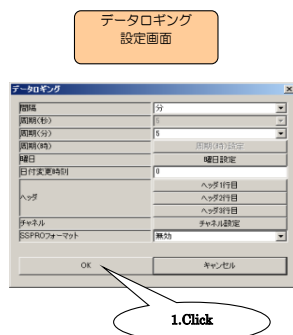 データロギング
設定画面
データロギング
間隔 分
周期(秒) 5
周期(分) 5
周期(時) 周期(時)設定
曜日 曜日設定
日付変更時刻 0
ヘッダ
ヘッダ1行目
ヘッダ2行目
ヘッダ3行目
チャネル チャネル設定
SSPROフォーマット 無効
OK キャンセル
1.Click